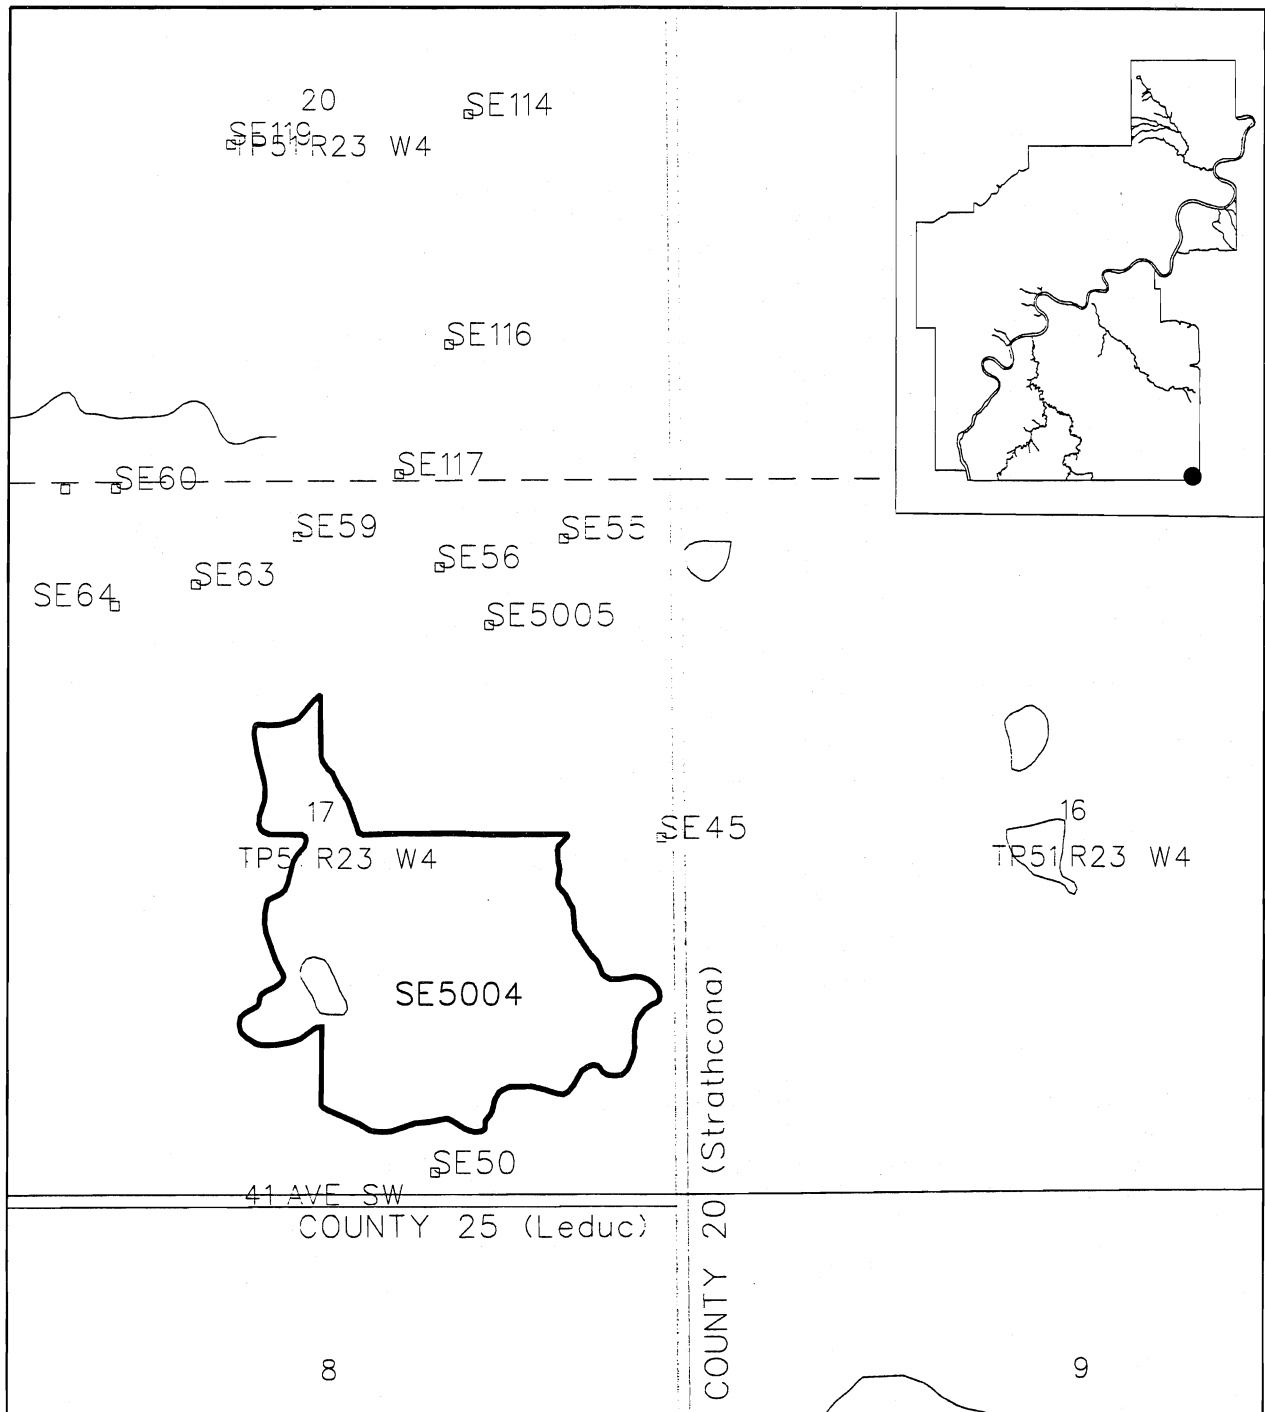 20
SE114
SE119
TP51 R23 W4
SE116
SE117
SE60
SE59
SE55
SE56
SE63
SE64
SE5005
17
SE45
16
TP5 R23 W4
TP51 R23 W4
SE5004
COUNTY 20 (Strathcona)
SE50
41 AVE SW
COUNTY 25 (Leduc)
8
9